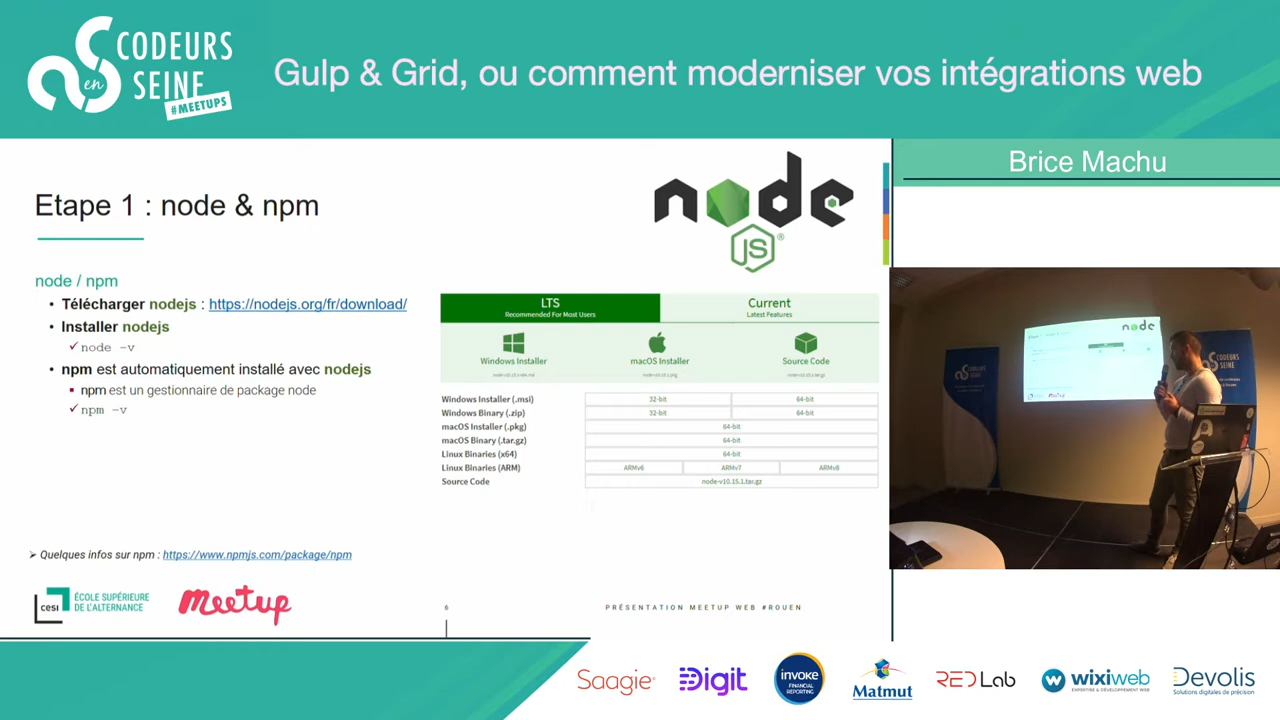 CODEURS
en
SEINE
#MEETUPS
Gulp & Grid, ou comment moderniser vos intégrations web
Brice Machu
Etape 1 : node & npm
node
JS
node / npm
• Télécharger nodejs : https://nodejs.org/fr/download/
• Installer nodejs
node -v
• npm est automatiquement installé avec nodejs
npm est un gestionnaire de package node
npm -v
LTS
Recommended For Most Users
Current
Latest Features
Windows Installer
macOS Installer
Source Code
Windows Installer (.msi) 32-bit 64-bit
Windows Binary (.zip) 32-bit 64-bit
macOS Installer (.pkg) 64-bit
macOS Binary (.tar.gz) 64-bit
Linux Binaries (x64) 64-bit
Linux Binaries (ARM) ARMv6 ARMv7 ARMv8
Source Code node-v10.15.1.tar.gz
Quelques infos sur npm : https://www.npmjs.com/package/npm
cesi
ÉCOLE SUPÉRIEURE
DE L'ALTERNANCE
meetup
6
PRÉSENTATION MEETUP WEB #ROUEN
node
CODEURS
SEINE
Saagie
Digit
invoke
FINANCIAL
REPORTING
Matmut
RED Lab
wixiweb
EXPERTISE & DÉVELOPPEMENT WEB
Devolis
Solutions digitales de précision